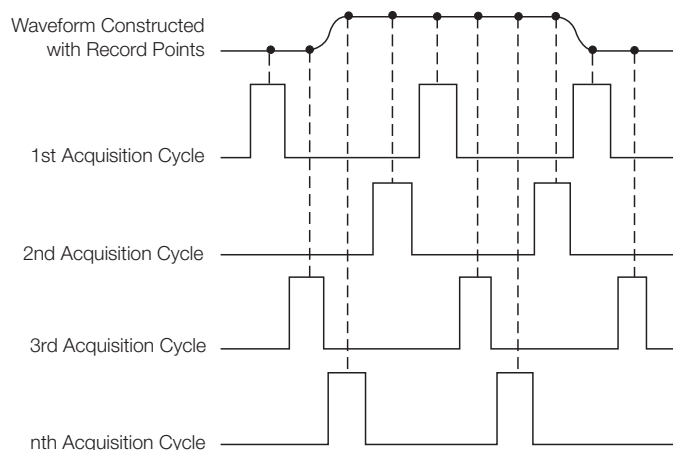 Waveform Constructed
with Record Points
1st Acquisition Cycle
2nd Acquisition Cycle
3rd Acquisition Cycle
nth Acquisition Cycle